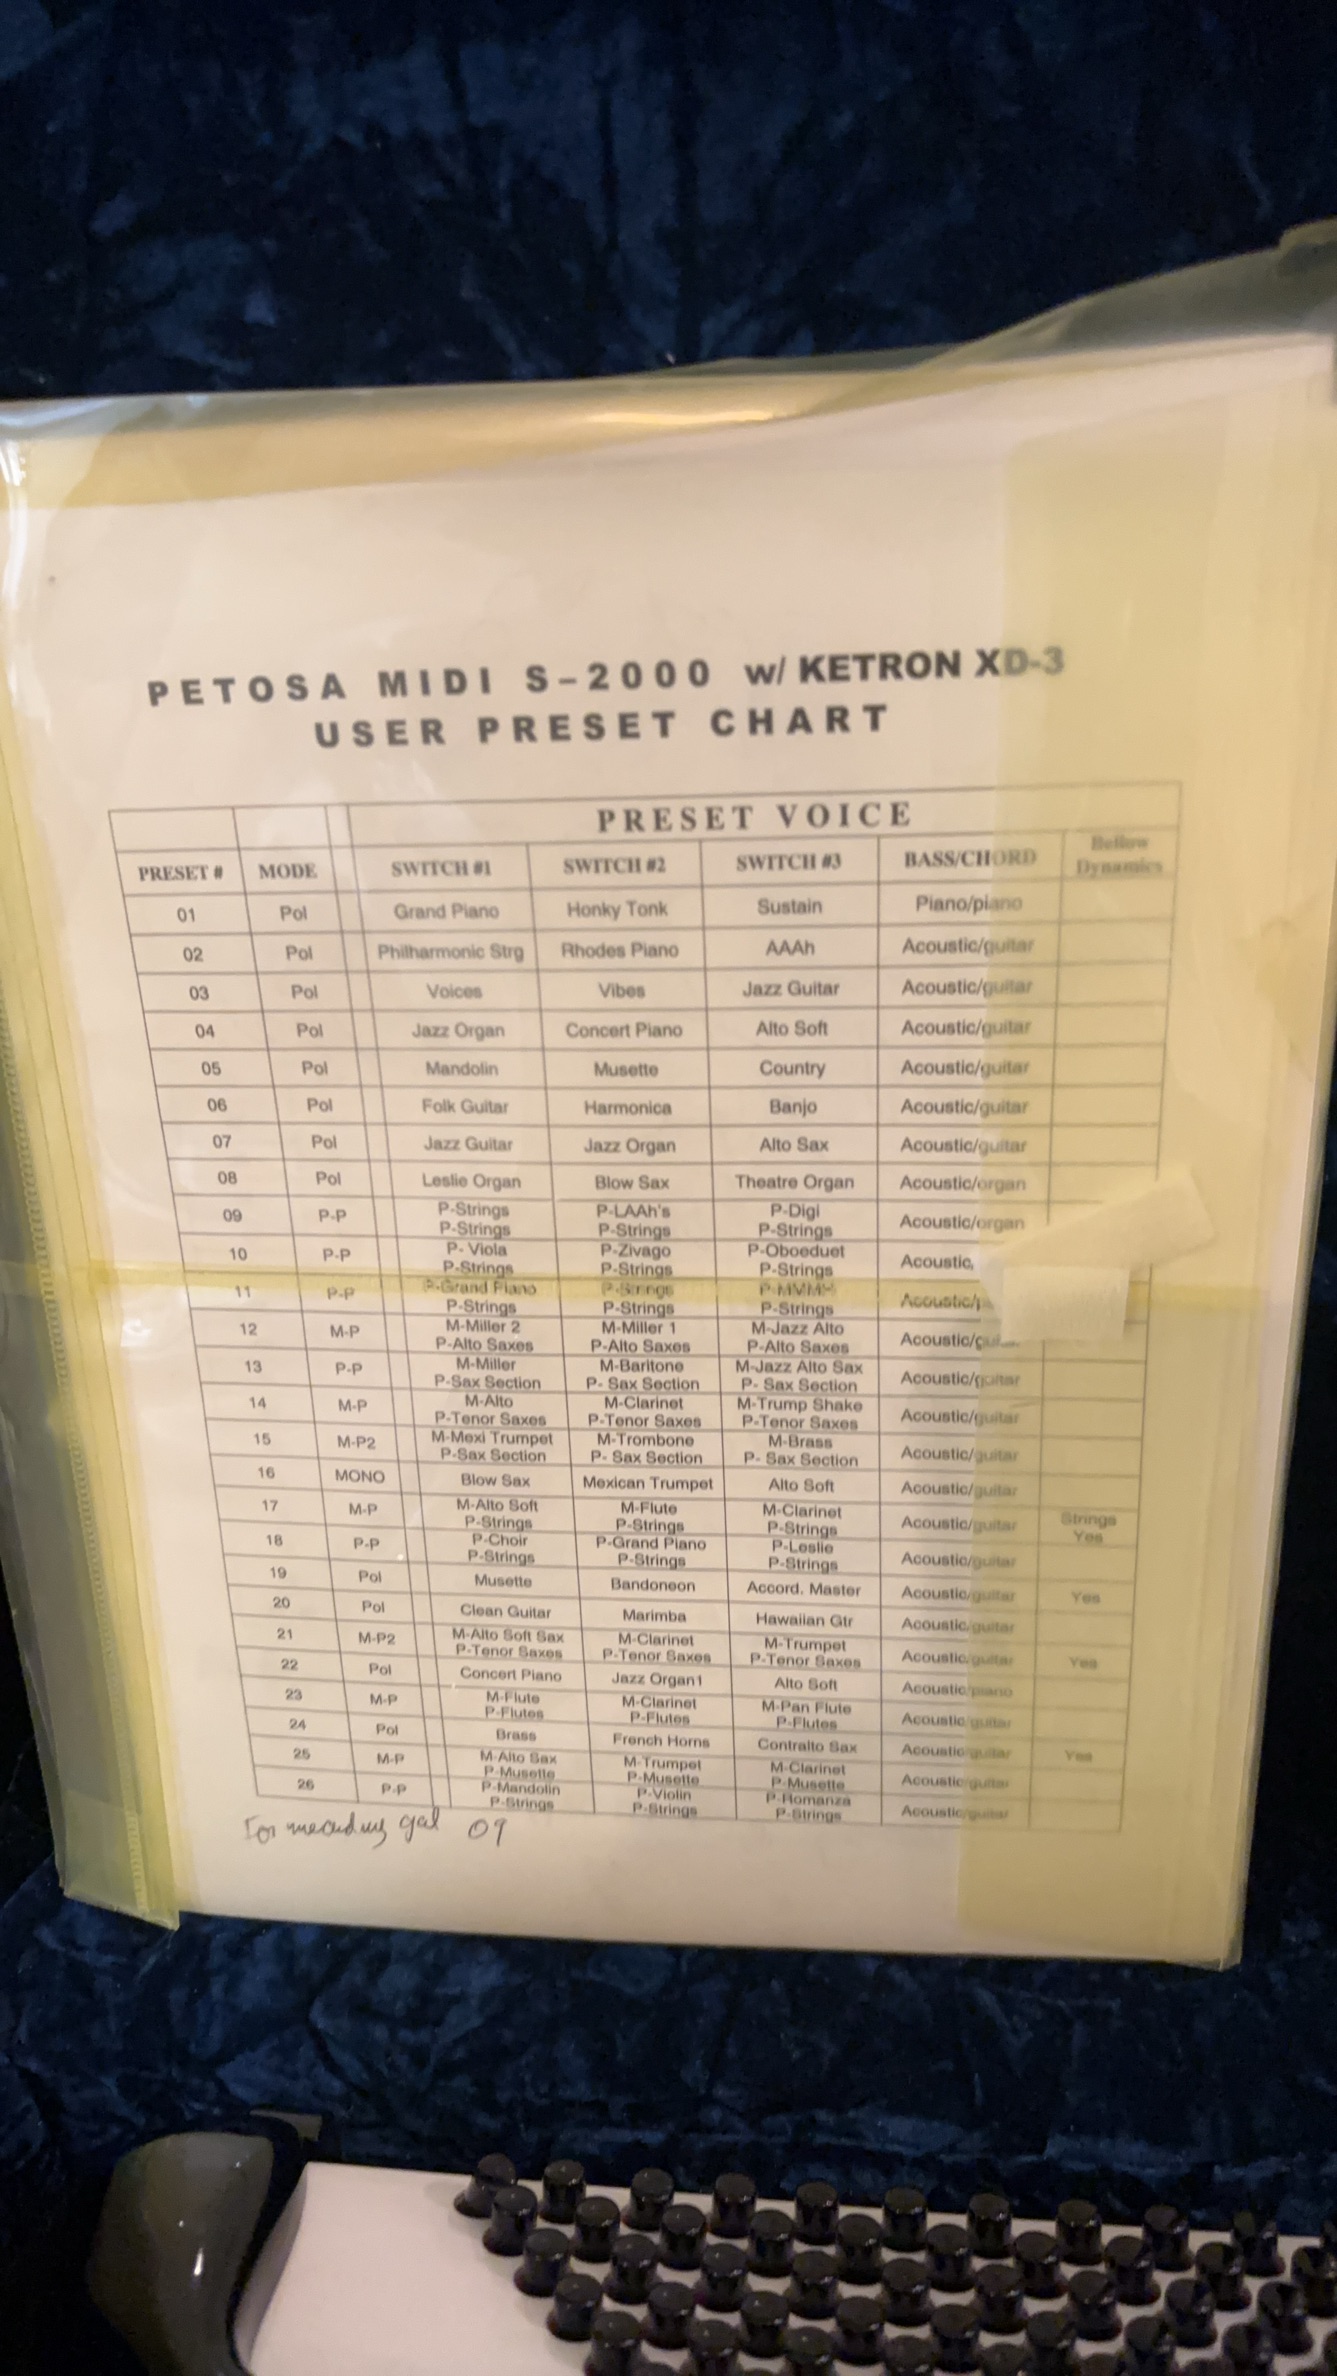 PETOSA MIDI S-2000 w/ KETRON XD-3
USER PRESET CHART
PRESET VOICE
PRESET # MODE SWITCH #1 SWITCH #2 SWITCH #3 BASS/CHORD Bellow Dynamics
01 Pol Grand Piano Honky Tonk Sustain Piano/piano
02 Pol Philharmonic Strg Rhodes Piano AAAh Acoustic/guitar
03 Pol Voices Vibes Jazz Guitar Acoustic/guitar
04 Pol Jazz Organ Concert Piano Alto Soft Acoustic/guitar
05 Pol Mandolin Musette Country Acoustic/guitar
06 Pol Folk Guitar Harmonica Banjo Acoustic/guitar
07 Pol Jazz Guitar Jazz Organ Alto Sax Acoustic/guitar
08 Pol Leslie Organ Blow Sax Theatre Organ Acoustic/organ
09 P-P P-Strings P-LAAh's P-Digi Acoustic/organ
P-Strings P-Strings P-Strings
10 P-P P- Viola P-Zivago P-Oboeduet Acoustic
P-Strings P-Strings P-Strings
11 P-P P-Grand Piano P-Strings Acoustic/
P-Strings P-Strings P-Strings
12 M-P M-Miller 2 M-Miller 1 M-Jazz Alto Acoustic/
P-Alto Saxes P-Alto Saxes P-Alto Saxes
13 P-P M-Miller M-Baritone M-Jazz Alto Sax Acoustic/guitar
P-Sax Section P- Sax Section P- Sax Section
14 M-P M-Alto M-Clarinet M-Trump Shake Acoustic/guitar
P-Tenor Saxes P-Tenor Saxes P-Tenor Saxes
15 M-P2 M-Mexi Trumpet M-Trombone M-Brass Acoustic/guitar
P-Sax Section P- Sax Section P- Sax Section
16 MONO Blow Sax Mexican Trumpet Alto Soft Acoustic/guitar
17 M-P M-Alto Soft M-Flute M-Clarinet Acoustic/guitar Strings
P-Strings P-Strings P-Strings Yes
18 P-P P-Choir P-Grand Piano P-Leslie Acoustic/guitar
P-Strings P-Strings P-Strings
19 Pol Musette Bandoneon Accord. Master Acoustic/guitar Yes
20 Pol Clean Guitar Marimba Hawaiian Gtr Acoustic/guitar
21 M-P2 M-Alto Soft Sax M-Clarinet M-Trumpet Acoustic/guitar Yes
P-Tenor Saxes P-Tenor Saxes P-Tenor Saxes
22 Pol Concert Piano Jazz Organ1 Alto Soft Acoustic/piano
23 M-P M-Flute M-Clarinet M-Pan Flute Acoustic/guitar
P-Flutes P-Flutes P-Flutes
24 Pol Brass French Horns Contralto Sax Acoustic/guitar Yes
25 M-P M-Alto Sax M-Trumpet M-Clarinet Acoustic/guitar
P-Musette P-Musette P-Musette
26 P-P P-Mandolin P-Violin P-Romanza Acoustic/guitar
P-Strings P-Strings P-Strings
For 09